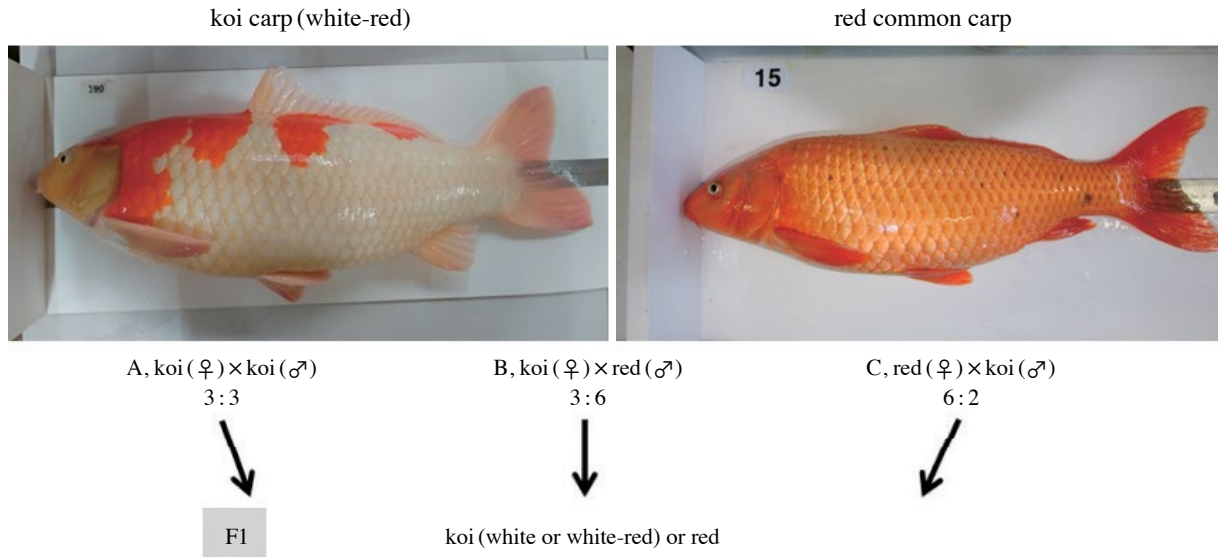 koi carp (white-red)
red common carp
190
15
A, koi (♀) × koi (♂)
3 : 3
B, koi (♀) × red (♂)
3 : 6
C, red (♀) × koi (♂)
6 : 2
F1
koi (white or white-red) or red